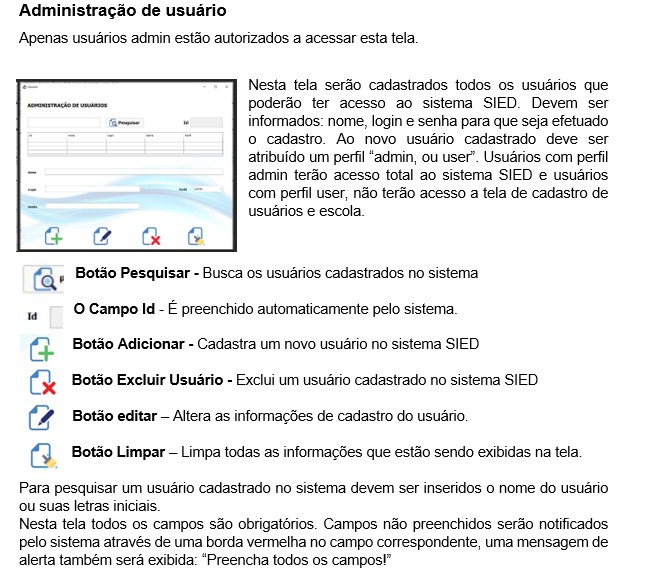 Administração de usuário
Apenas usuários admin estão autorizados a acessar esta tela.
ADMINISTRAÇÃO DE USUÁRIOS
Pesquisar
Id
Nome
Login
Perfil
Senha
Nesta tela serão cadastrados todos os usuários que
poderão ter acesso ao sistema SIED. Devem ser
informados: nome, login e senha para que seja efetuado
o cadastro. Ao novo usuário cadastrado deve ser
atribuído um perfil “admin, ou user”. Usuários com perfil
admin terão acesso total ao sistema SIED e usuários
com perfil user, não terão acesso a tela de cadastro de
usuários e escola.
Botão Pesquisar - Busca os usuários cadastrados no sistema
Id
O Campo Id - É preenchido automaticamente pelo sistema.
Botão Adicionar - Cadastra um novo usuário no sistema SIED
Botão Excluir Usuário - Exclui um usuário cadastrado no sistema SIED
Botão editar – Altera as informações de cadastro do usuário.
Botão Limpar – Limpa todas as informações que estão sendo exibidas na tela.
Para pesquisar um usuário cadastrado no sistema devem ser inseridos o nome do usuário
ou suas letras iniciais.
Nesta tela todos os campos são obrigatórios. Campos não preenchidos serão notificados
pelo sistema através de uma borda vermelha no campo correspondente, uma mensagem de
alerta também será exibida: “Preencha todos os campos!”